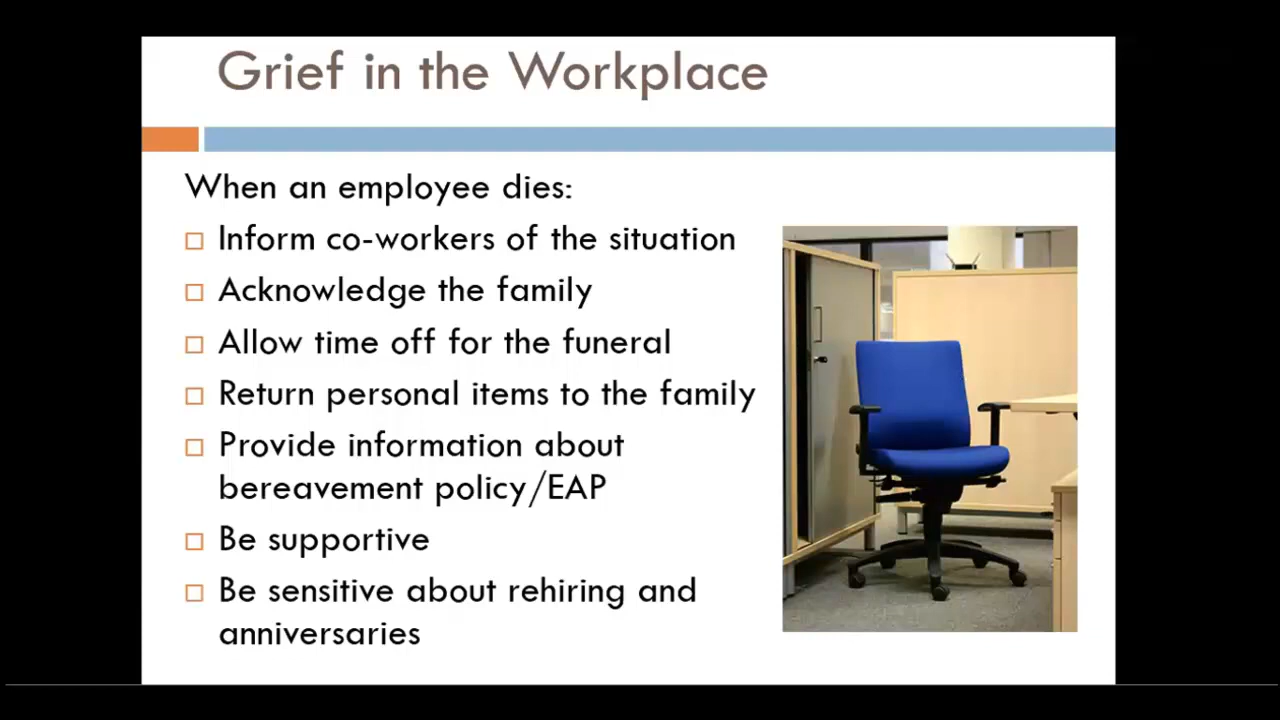 Grief in the Workplace
When an employee dies:
Inform co-workers of the situation
Acknowledge the family
Allow time off for the funeral
Return personal items to the family
Provide information about
bereavement policy/EAP
Be supportive
Be sensitive about rehiring and
anniversaries